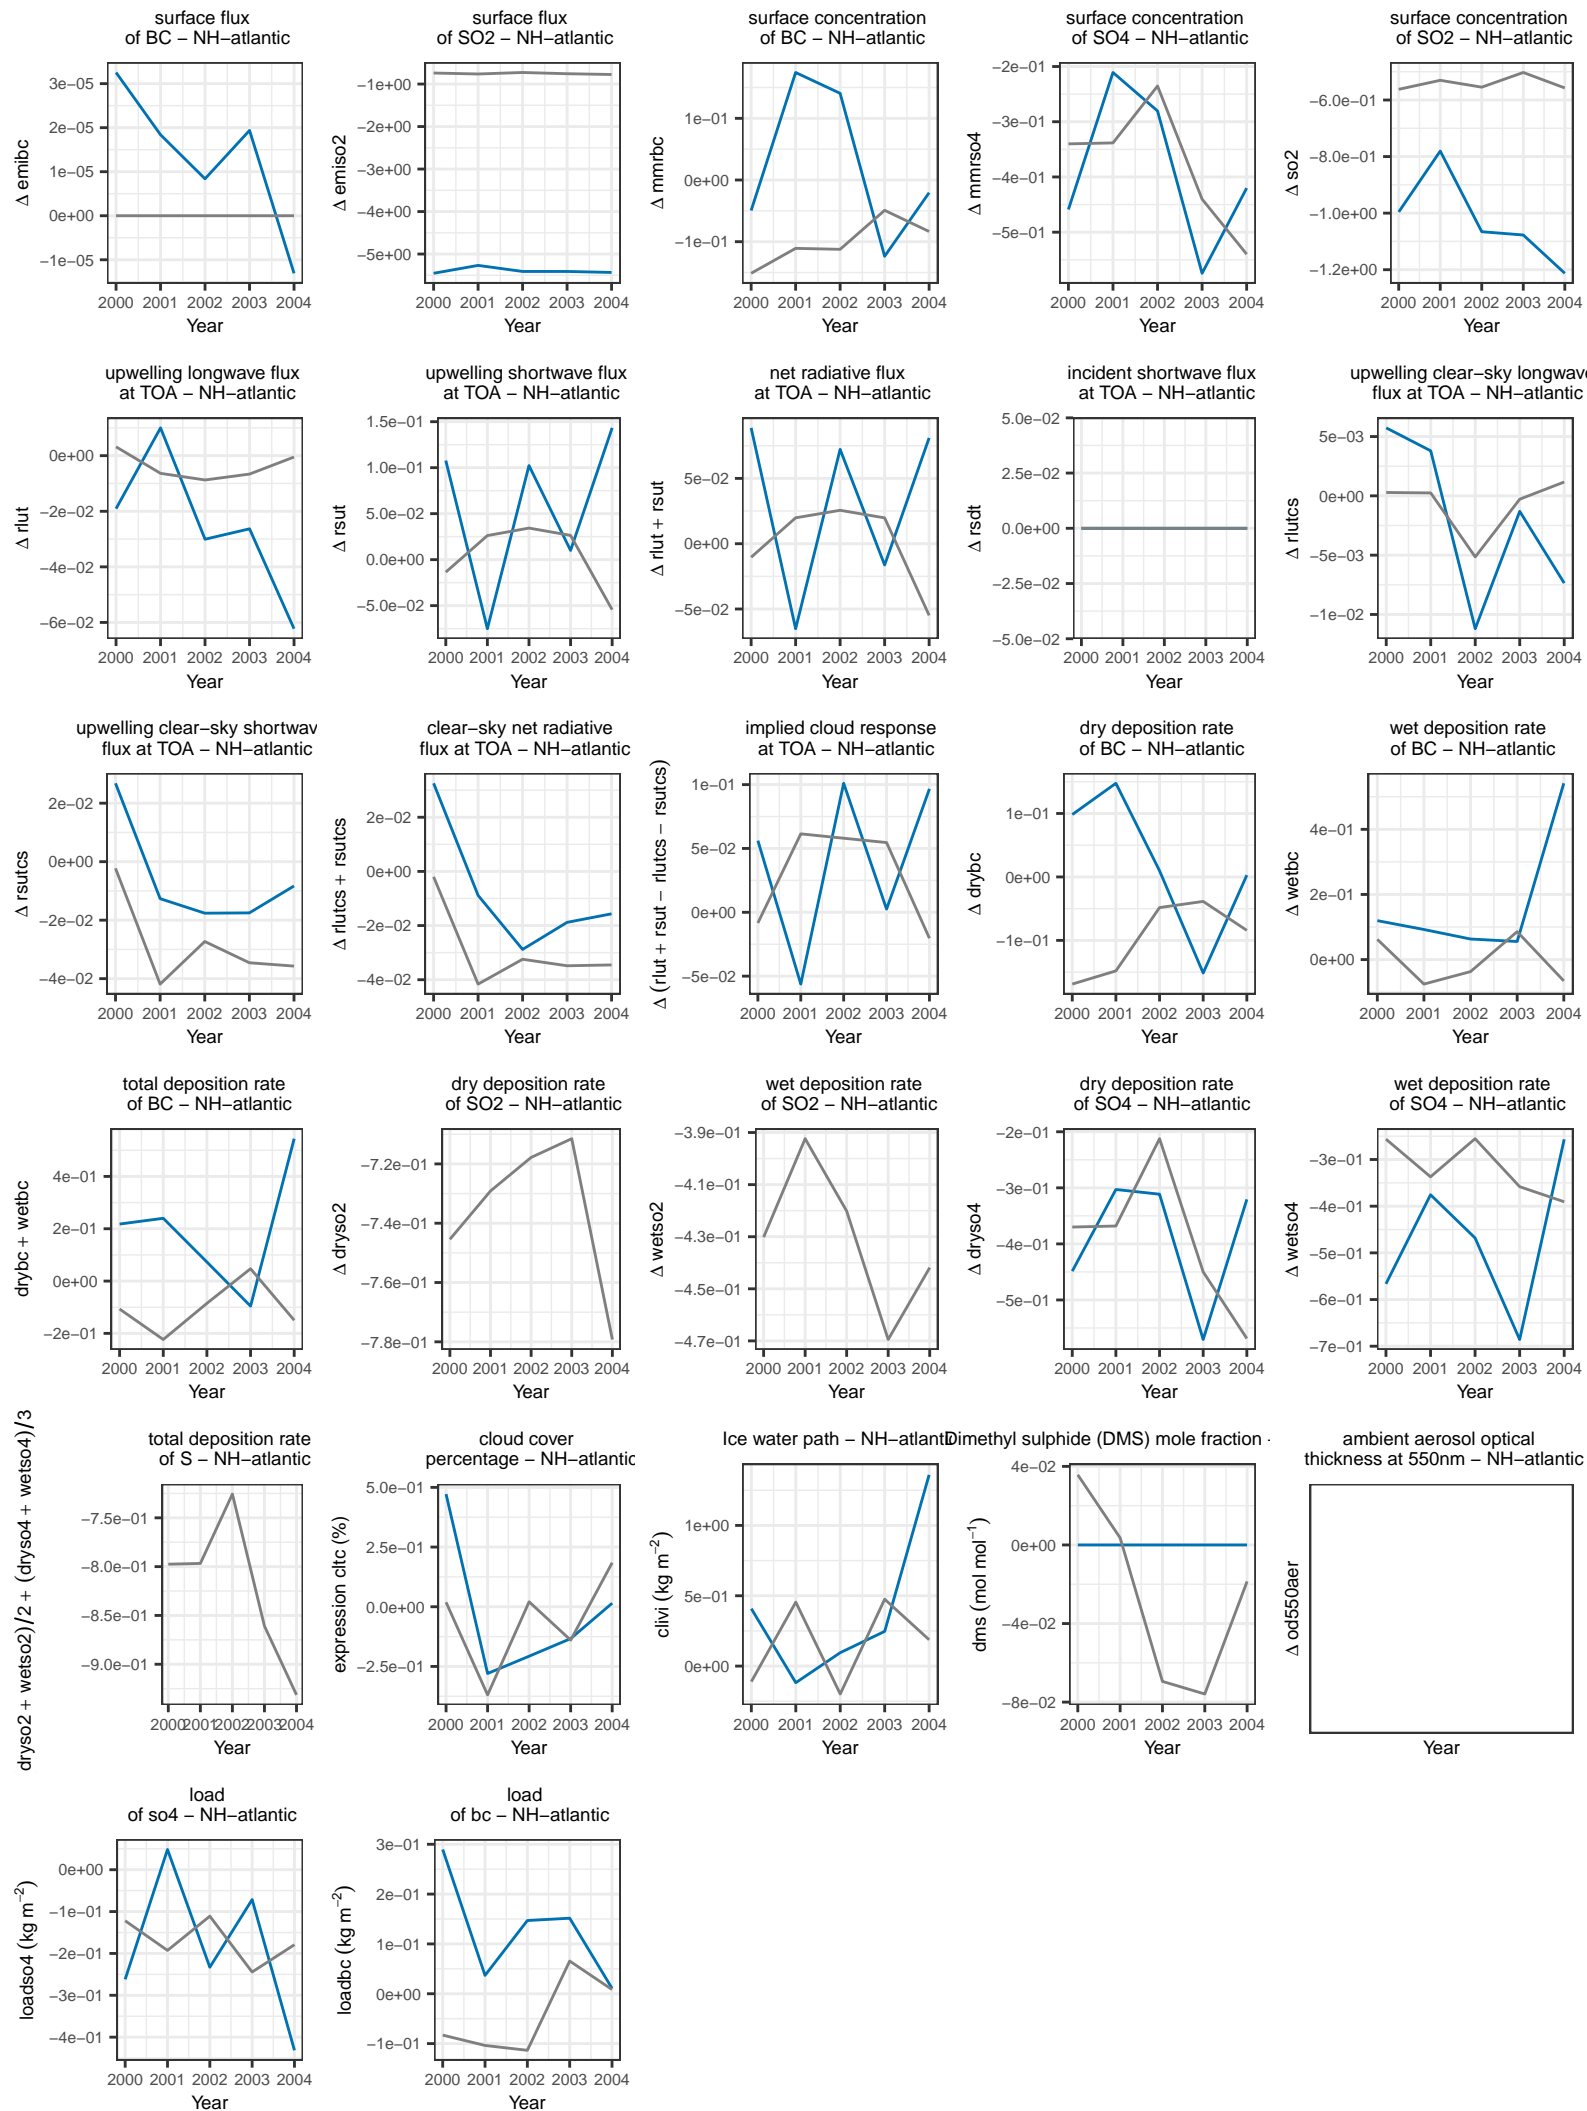 surface flux
of BC − NH−atlantic
Δ emibc
3e−05
2e−05
1e−05
0e+00
−1e−05
2000 2001 2002 2003 2004
Year
surface flux
of SO2 − NH−atlantic
Δ emiso2
−1e+00
−2e+00
−3e+00
−4e+00
−5e+00
2000 2001 2002 2003 2004
Year
surface concentration
of BC − NH−atlantic
Δ mmrbc
1e−01
0e+00
−1e−01
2000 2001 2002 2003 2004
Year
surface concentration
of SO4 − NH−atlantic
Δ mmrso4
−2e−01
−3e−01
−4e−01
−5e−01
2000 2001 2002 2003 2004
Year
surface concentration
of SO2 − NH−atlantic
Δ so2
−6.0e−01
−8.0e−01
−1.0e+00
−1.2e+00
2000 2001 2002 2003 2004
Year
upwelling longwave flux
at TOA − NH−atlantic
Δ rlut
0e+00
−2e−02
−4e−02
−6e−02
2000 2001 2002 2003 2004
Year
upwelling shortwave flux
at TOA − NH−atlantic
Δ rsut
1.5e−01
1.0e−01
5.0e−02
0.0e+00
−5.0e−02
2000 2001 2002 2003 2004
Year
net radiative flux
at TOA − NH−atlantic
Δ rlut + rsut
5e−02
0e+00
−5e−02
2000 2001 2002 2003 2004
Year
incident shortwave flux
at TOA − NH−atlantic
Δ rsdt
5.0e−02
2.5e−02
0.0e+00
−2.5e−02
−5.0e−02
2000 2001 2002 2003 2004
Year
upwelling clear−sky longwave
flux at TOA − NH−atlantic
Δ rlutcs
5e−03
0e+00
−5e−03
−1e−02
2000 2001 2002 2003 2004
Year
upwelling clear−sky shortwav
flux at TOA − NH−atlantic
Δ rsutcs
2e−02
0e+00
−2e−02
−4e−02
2000 2001 2002 2003 2004
Year
clear−sky net radiative
flux at TOA − NH−atlantic
Δ rlutcs + rsutcs
2e−02
0e+00
−2e−02
−4e−02
2000 2001 2002 2003 2004
Year
implied cloud response
at TOA − NH−atlantic
Δ (rlut + rsut − rlutcs − rsutcs)
1e−01
5e−02
0e+00
−5e−02
2000 2001 2002 2003 2004
Year
dry deposition rate
of BC − NH−atlantic
Δ drybc
1e−01
0e+00
−1e−01
2000 2001 2002 2003 2004
Year
wet deposition rate
of BC − NH−atlantic
Δ wetbc
4e−01
2e−01
0e+00
2000 2001 2002 2003 2004
Year
total deposition rate
of BC − NH−atlantic
drybc + wetbc
4e−01
2e−01
0e+00
−2e−01
2000 2001 2002 2003 2004
Year
dry deposition rate
of SO2 − NH−atlantic
Δ dryso2
−7.2e−01
−7.4e−01
−7.6e−01
−7.8e−01
2000 2001 2002 2003 2004
Year
wet deposition rate
of SO2 − NH−atlantic
Δ wetso2
−3.9e−01
−4.1e−01
−4.3e−01
−4.5e−01
−4.7e−01
2000 2001 2002 2003 2004
Year
dry deposition rate
of SO4 − NH−atlantic
Δ dryso4
−2e−01
−3e−01
−4e−01
−5e−01
2000 2001 2002 2003 2004
Year
wet deposition rate
of SO4 − NH−atlantic
Δ wetso4
−3e−01
−4e−01
−5e−01
−6e−01
−7e−01
2000 2001 2002 2003 2004
Year
total deposition rate
of S − NH−atlantic
dryso2 + wetso2)/2 + (dryso4 + wetso4)/3
−7.5e−01
−8.0e−01
−8.5e−01
−9.0e−01
2000 2001 2002 2003 2004
Year
cloud cover
percentage − NH−atlantic
expression cltc (%)
5.0e−01
2.5e−01
0.0e+00
−2.5e−01
2000 2001 2002 2003 2004
Year
Ice water path − NH−atlanti
clivi (kg m−2)
1e+00
5e−01
0e+00
2000 2001 2002 2003 2004
Year
Dimethyl sulphide (DMS) mole fraction -
dms (mol mol−1)
4e−02
0e+00
−4e−02
−8e−02
2000 2001 2002 2003 2004
Year
ambient aerosol optical
thickness at 550nm − NH−atlantic
Δ od550aer
Year
load
of so4 − NH−atlantic
loadso4 (kg m−2)
0e+00
−1e−01
−2e−01
−3e−01
−4e−01
2000 2001 2002 2003 2004
Year
load
of bc − NH−atlantic
loadbc (kg m−2)
3e−01
2e−01
1e−01
0e+00
−1e−01
2000 2001 2002 2003 2004
Year